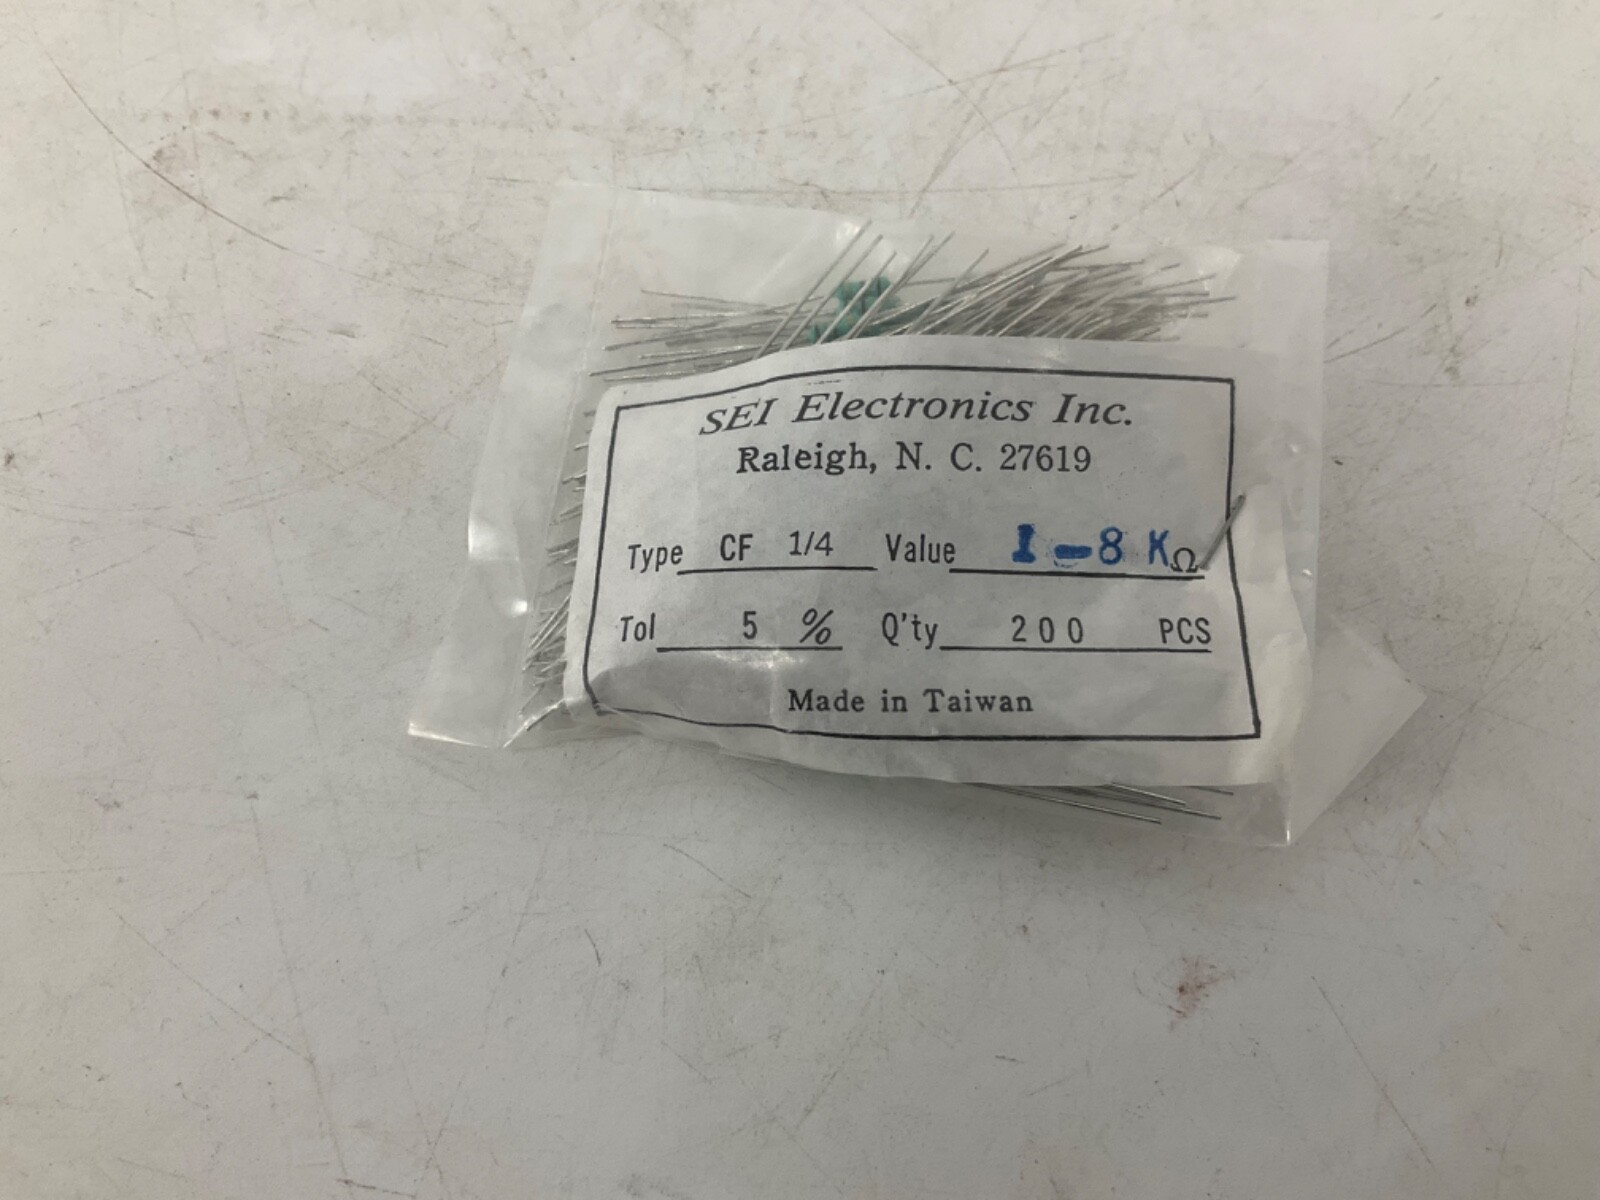 SEI Electronics Inc.
Raleigh, N. C. 27619
Type CF 1/4 Value 1-8 KΩ
Tol 5 % Q'ty 200 PCS
Made in Taiwan